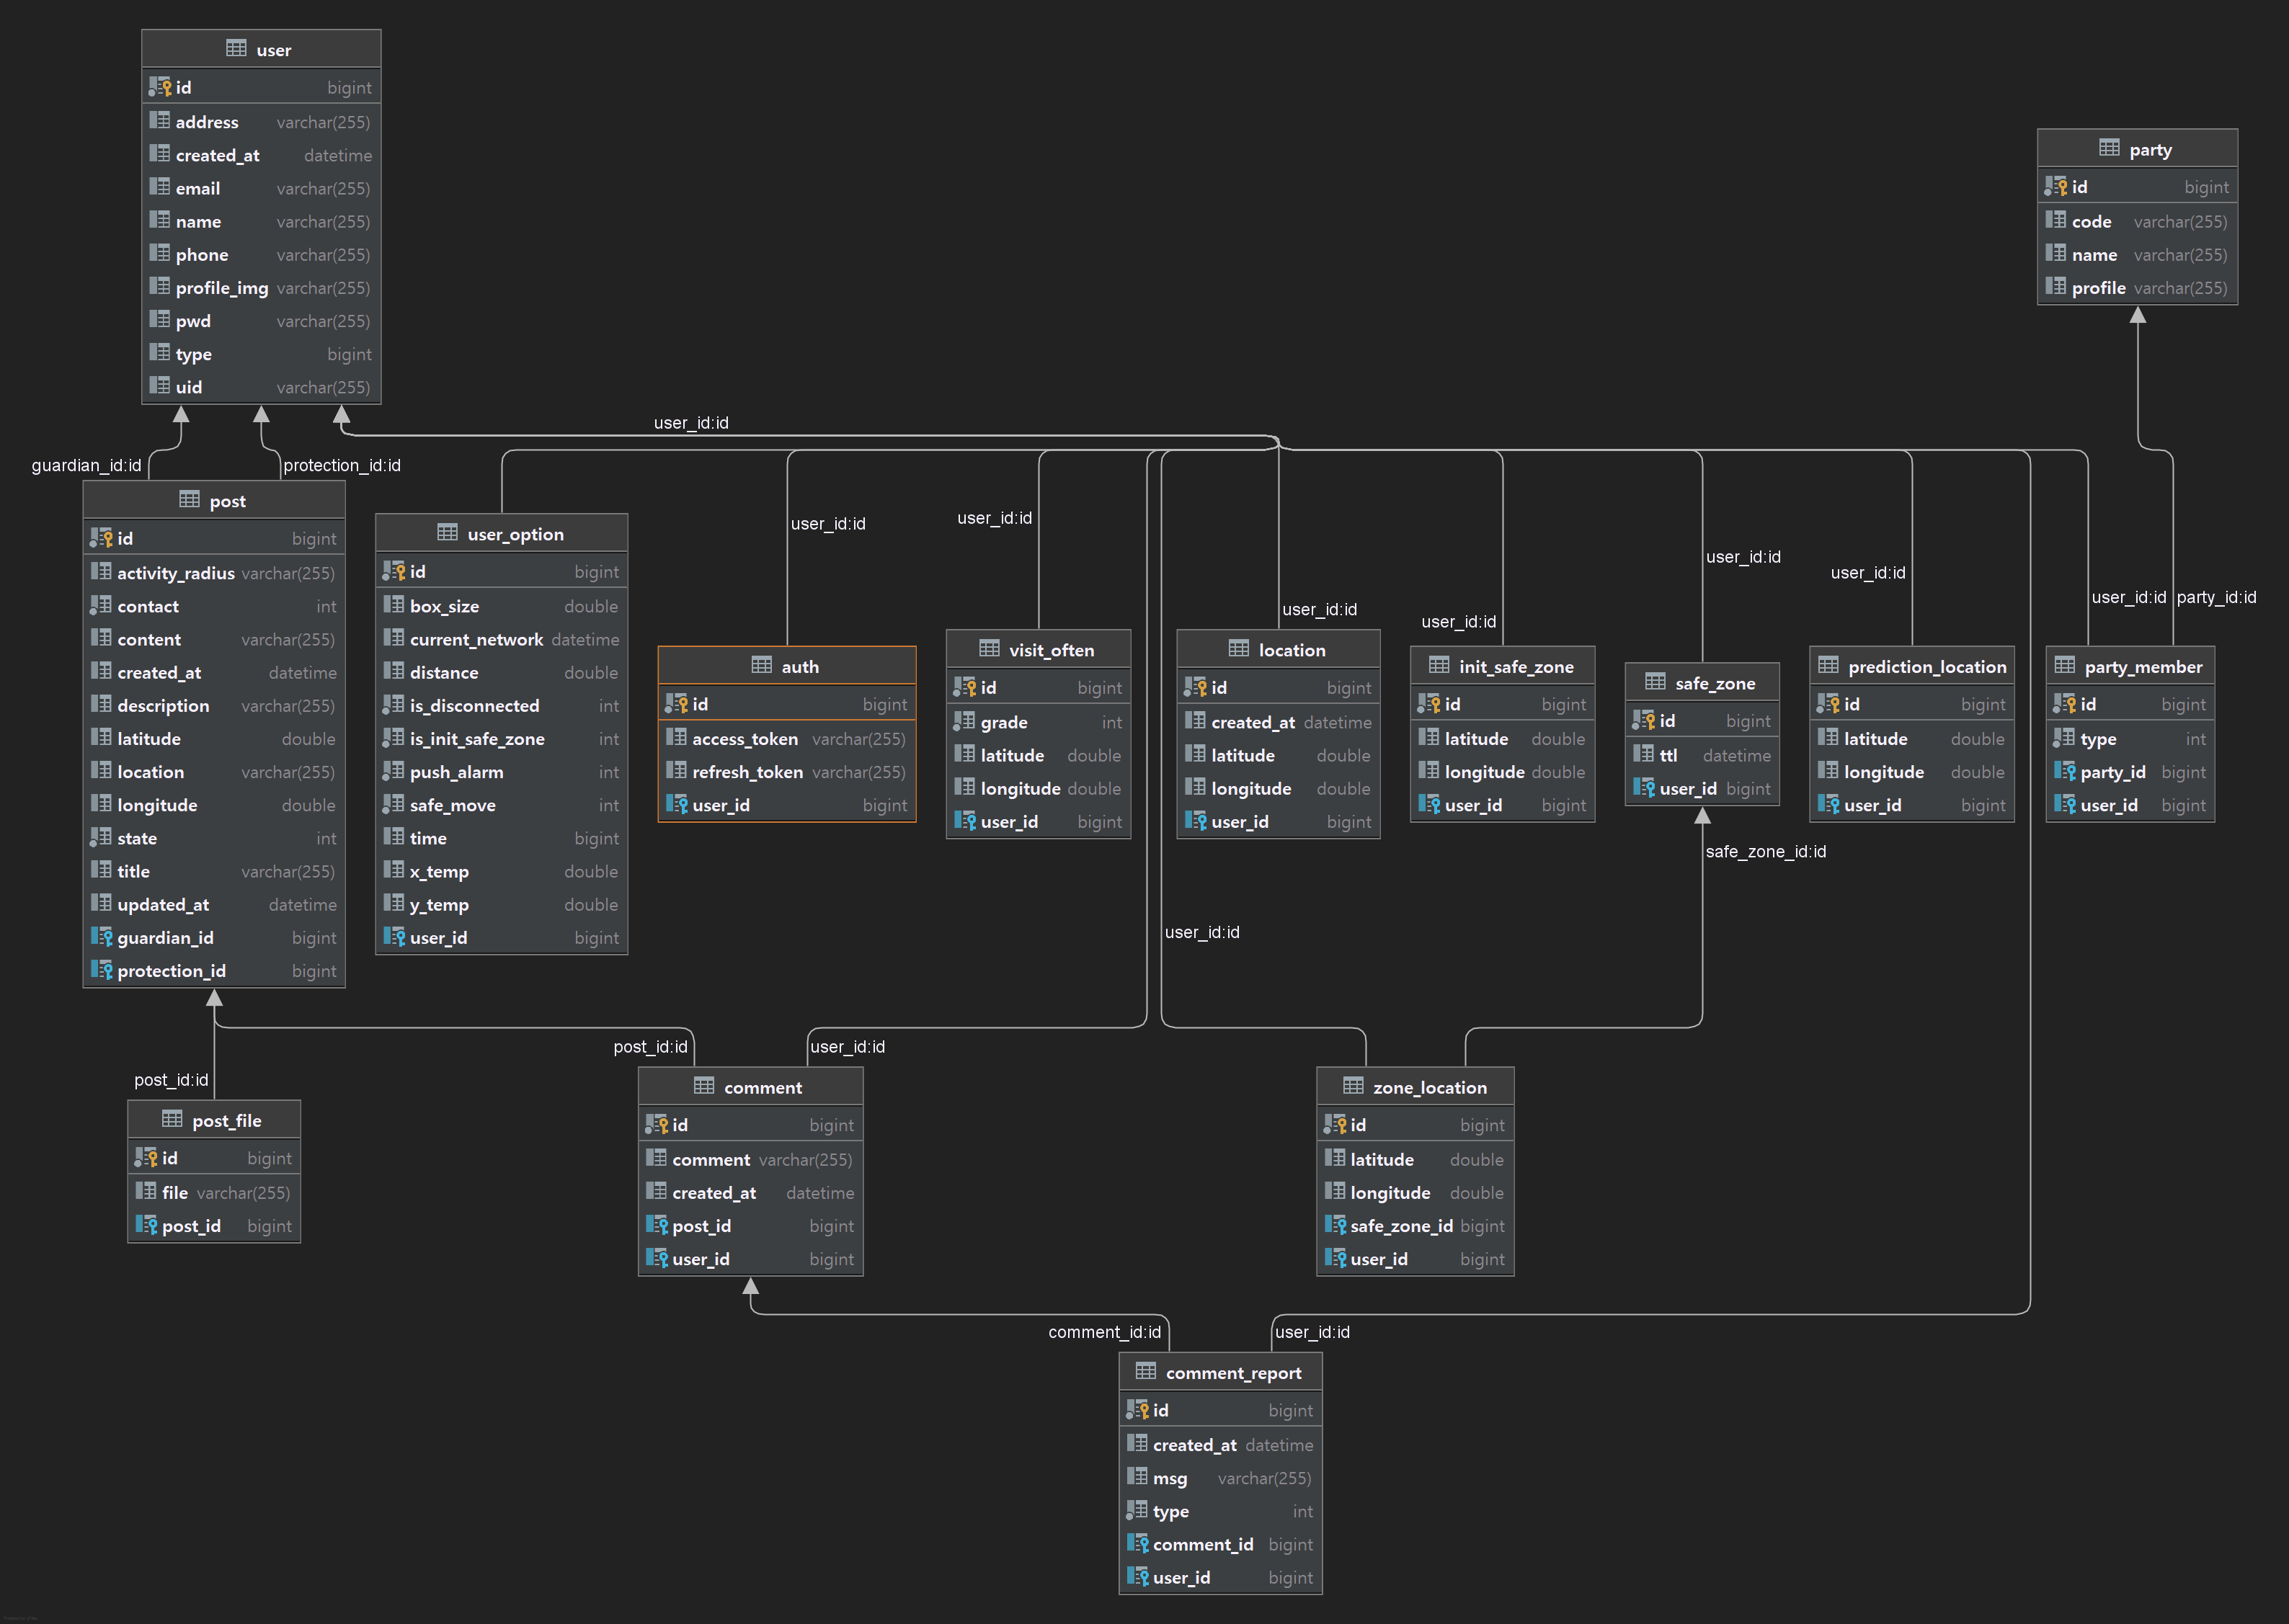 user
id bigint
address varchar(255)
created_at datetime
email varchar(255)
name varchar(255)
phone varchar(255)
profile_img varchar(255)
pwd varchar(255)
type bigint
uid varchar(255)
party
id bigint
code varchar(255)
name varchar(255)
profile varchar(255)
user_id:id
guardian_id:id
protection_id:id
post
id bigint
activity_radius varchar(255)
contact int
content varchar(255)
created_at datetime
description varchar(255)
latitude double
location varchar(255)
longitude double
state int
title varchar(255)
updated_at datetime
guardian_id bigint
protection_id bigint
user_option
id bigint
box_size double
current_network datetime
distance double
is_disconnected int
is_init_safe_zone int
push_alarm int
safe_move int
time bigint
x_temp double
y_temp double
user_id bigint
user_id:id
auth
id bigint
access_token varchar(255)
refresh_token varchar(255)
user_id bigint
user_id:id
visit_often
id bigint
grade int
latitude double
longitude double
user_id bigint
user_id:id
location
id bigint
created_at datetime
latitude double
longitude double
user_id bigint
user_id:id
init_safe_zone
id bigint
latitude double
longitude double
user_id bigint
user_id:id
safe_zone
id bigint
ttl datetime
user_id bigint
user_id:id
prediction_location
id bigint
latitude double
longitude double
user_id bigint
user_id:id
party_id:id
party_member
id bigint
type int
party_id bigint
user_id bigint
safe_zone_id:id
user_id:id
post_id:id
post_file
id bigint
file varchar(255)
post_id bigint
post_id:id
user_id:id
comment
id bigint
comment varchar(255)
created_at datetime
post_id bigint
user_id bigint
zone_location
id bigint
latitude double
longitude double
safe_zone_id bigint
user_id bigint
comment_id:id
user_id:id
comment_report
id bigint
created_at datetime
msg varchar(255)
type int
comment_id bigint
user_id bigint